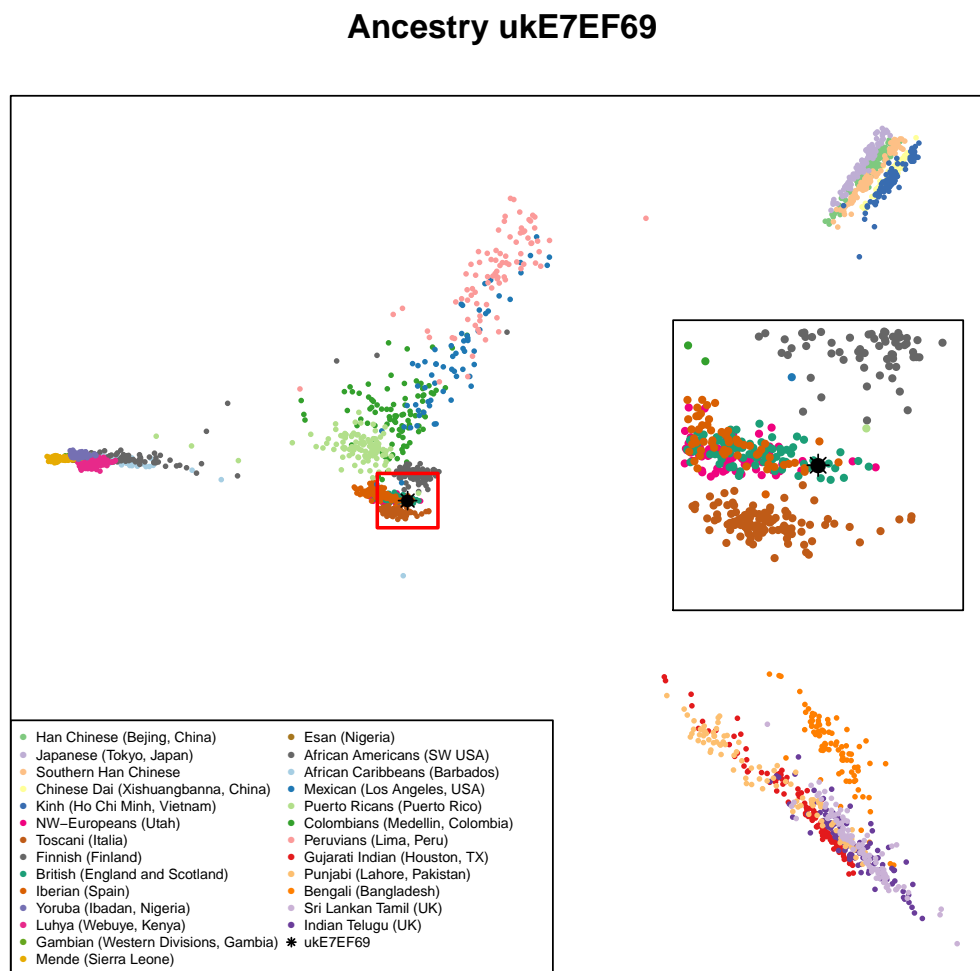 Ancestry ukE7EF69
Han Chinese (Bejing, China)
Japanese (Tokyo, Japan)
Southern Han Chinese
Chinese Dai (Xishuangbanna, China)
Kinh (Ho Chi Minh, Vietnam)
NW−Europeans (Utah)
Toscani (Italia)
Finnish (Finland)
British (England and Scotland)
Iberian (Spain)
Yoruba (Ibadan, Nigeria)
Luhya (Webuye, Kenya)
Gambian (Western Divisions, Gambia)
Mende (Sierra Leone)
Esan (Nigeria)
African Americans (SW USA)
African Caribbeans (Barbados)
Mexican (Los Angeles, USA)
Puerto Ricans (Puerto Rico)
Colombians (Medellin, Colombia)
Peruvians (Lima, Peru)
Gujarati Indian (Houston, TX)
Punjabi (Lahore, Pakistan)
Bengali (Bangladesh)
Sri Lankan Tamil (UK)
Indian Telugu (UK)
ukE7EF69